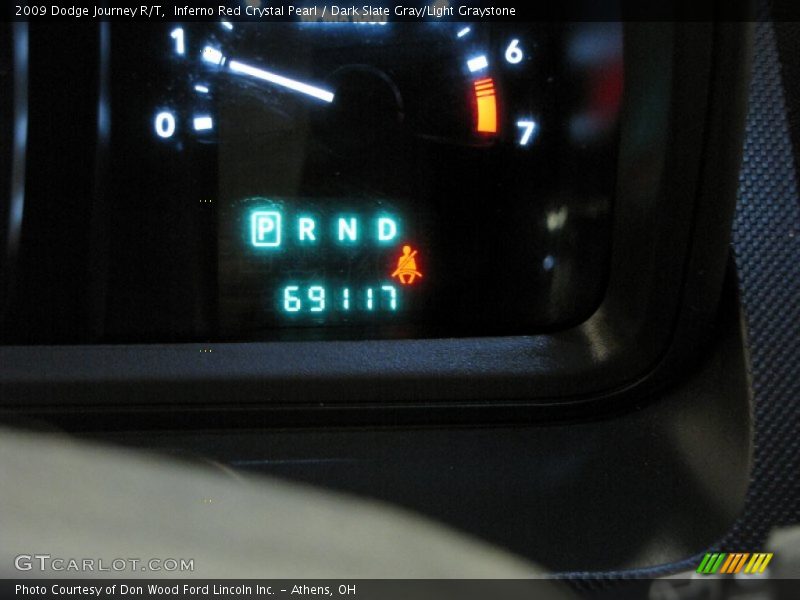 2009 Dodge Journey R/T,  Inferno Red Crystal Pearl / Dark Slate Gray/Light Graystone
1
6
0
7
P R N D
69117
GTCARLOT.COM
Photo Courtesy of Don Wood Ford Lincoln Inc. - Athens, OH